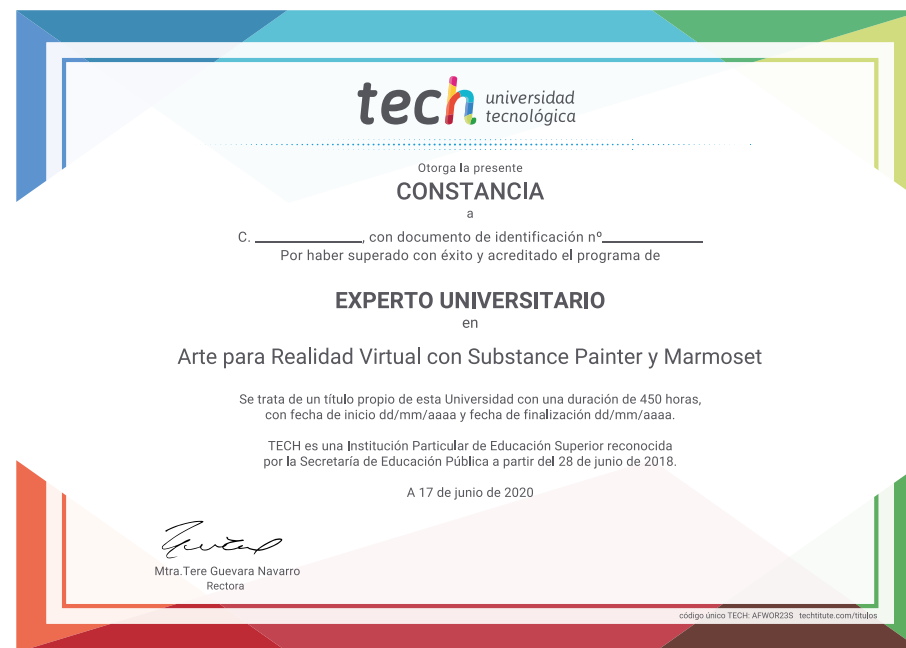 tech universidad
tecnológica
Otorga la presente
CONSTANCIA
a
C. ____________, con documento de identificación nº____________
Por haber superado con éxito y acreditado el programa de
EXPERTO UNIVERSITARIO
en
Arte para Realidad Virtual con Substance Painter y Marmoset
Se trata de un título propio de esta Universidad con una duración de 450 horas,
con fecha de inicio dd/mm/aaaa y fecha de finalización dd/mm/aaaa.
TECH es una Institución Particular de Educación Superior reconocida
por la Secretaría de Educación Pública a partir del 28 de junio de 2018.
A 17 de junio de 2020
Mtra.Tere Guevara Navarro
Rectora
código único TECH: AFWOR23S techtitute.com/titulos